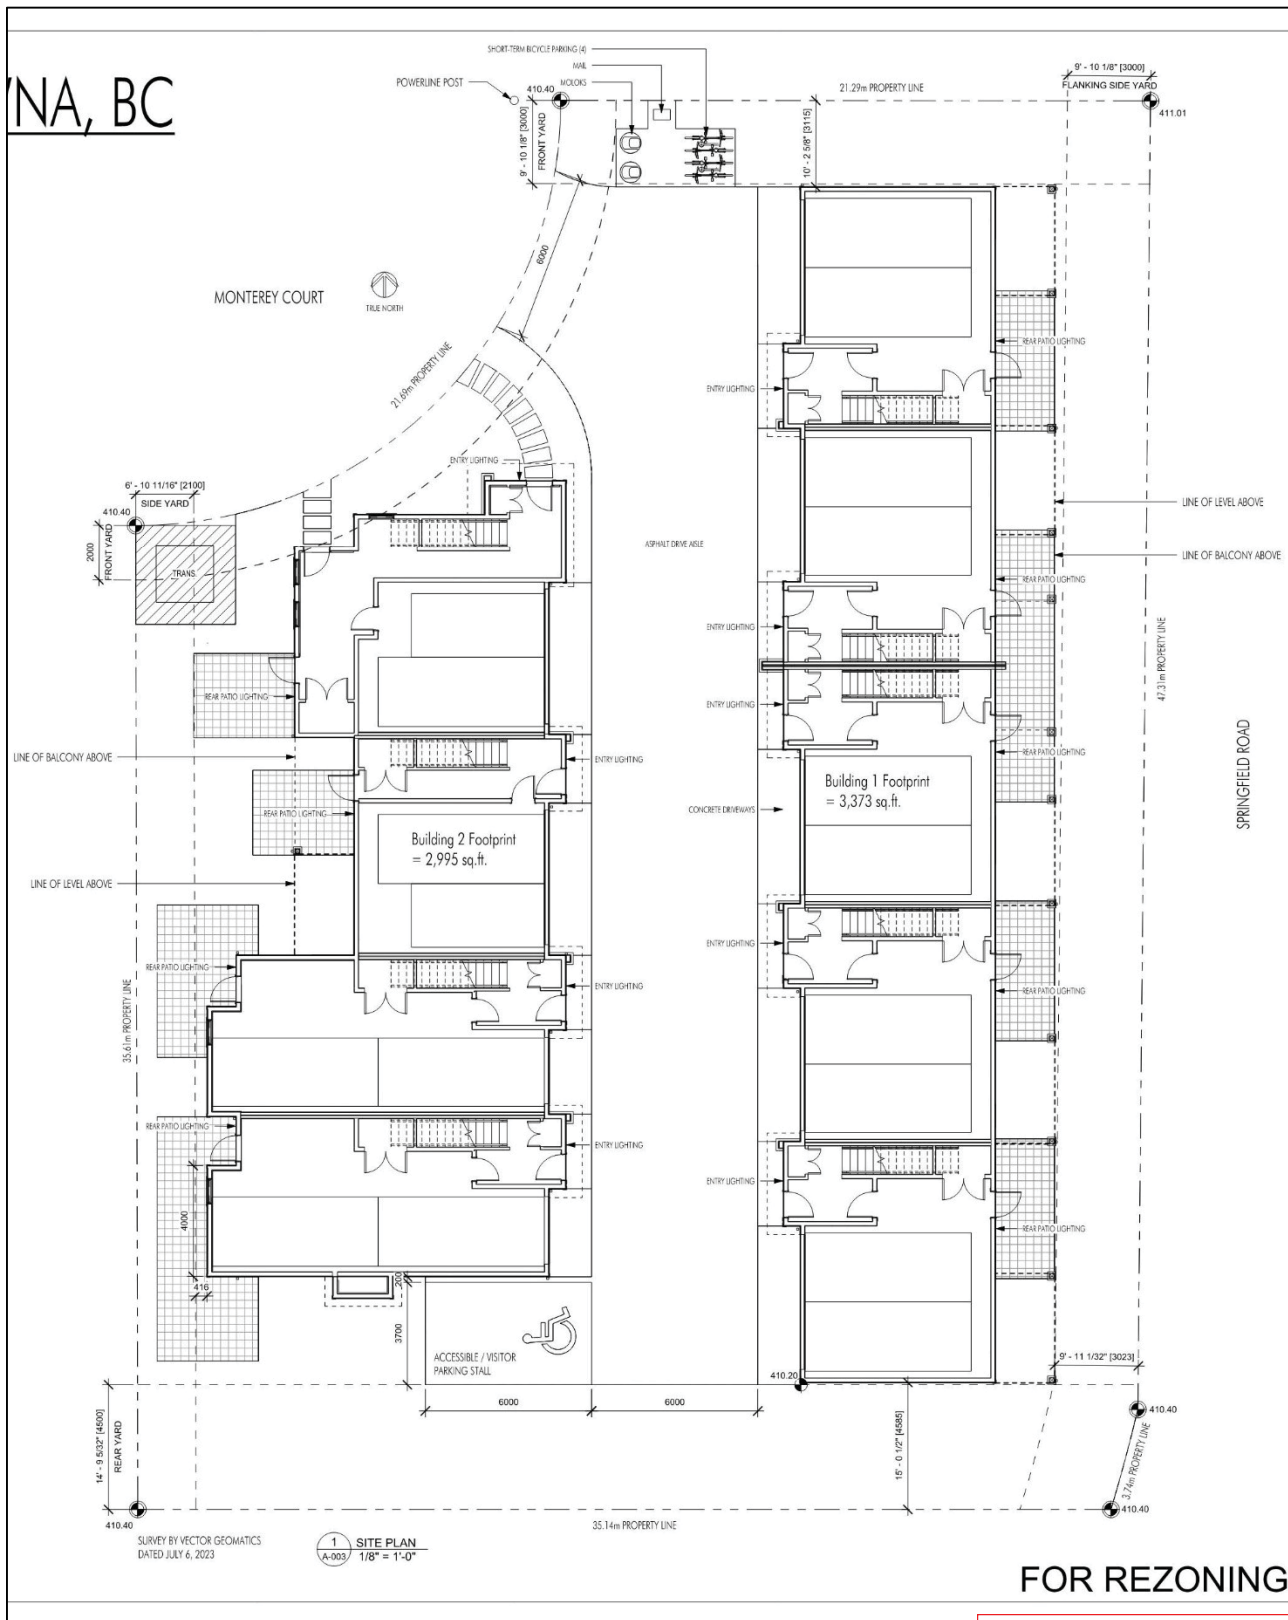 SHORT-TERM BICYCLE PARKING (4)
MAIL
MOLOKS
POWERLINE POST
410.40
21.29m PROPERTY LINE
9' - 10 1/8" [3000]
FLANKING SIDE YARD
411.01
NA, BC
9' - 10 1/8" [3000]
FRONT YARD
10' - 2 5/8" [3115]
6000
MONTEREY COURT
TRUE NORTH
21.69m PROPERTY LINE
REAR PATIO LIGHTING
ENTRY LIGHTING
ENTRY LIGHTING
6' - 10 11/16" [2100]
SIDE YARD
410.40
2000
FRONT YARD
TRANS.
LINE OF LEVEL ABOVE
ASPHALT DRIVE AISLE
LINE OF BALCONY ABOVE
REAR PATIO LIGHTING
ENTRY LIGHTING
47.31m PROPERTY LINE
REAR PATIO LIGHTING
ENTRY LIGHTING
SPRINGFIELD ROAD
LINE OF BALCONY ABOVE
ENTRY LIGHTING
REAR PATIO LIGHTING
Building 1 Footprint
= 3,373 sq.ft.
REAR PATIO LIGHTING
CONCRETE DRIVEWAYS
Building 2 Footprint
= 2,995 sq.ft.
LINE OF LEVEL ABOVE
ENTRY LIGHTING
REAR PATIO LIGHTING
ENTRY LIGHTING
REAR PATIO LIGHTING
35.61m PROPERTY LINE
REAR PATIO LIGHTING
ENTRY LIGHTING
ENTRY LIGHTING
4000
REAR PATIO LIGHTING
416
200
3700
ACCESSIBLE / VISITOR
PARKING STALL
9' - 11 1/32" [3023]
410.20
6000
6000
410.40
14' - 9 5/32" [4500]
REAR YARD
15' - 0 1/2" [4585]
3.74m PROPERTY LINE
410.40
410.40
35.14m PROPERTY LINE
SURVEY BY VECTOR GEOMATICS
DATED JULY 6, 2023
1
A-003
SITE PLAN
1/8" = 1'-0"
FOR REZONING